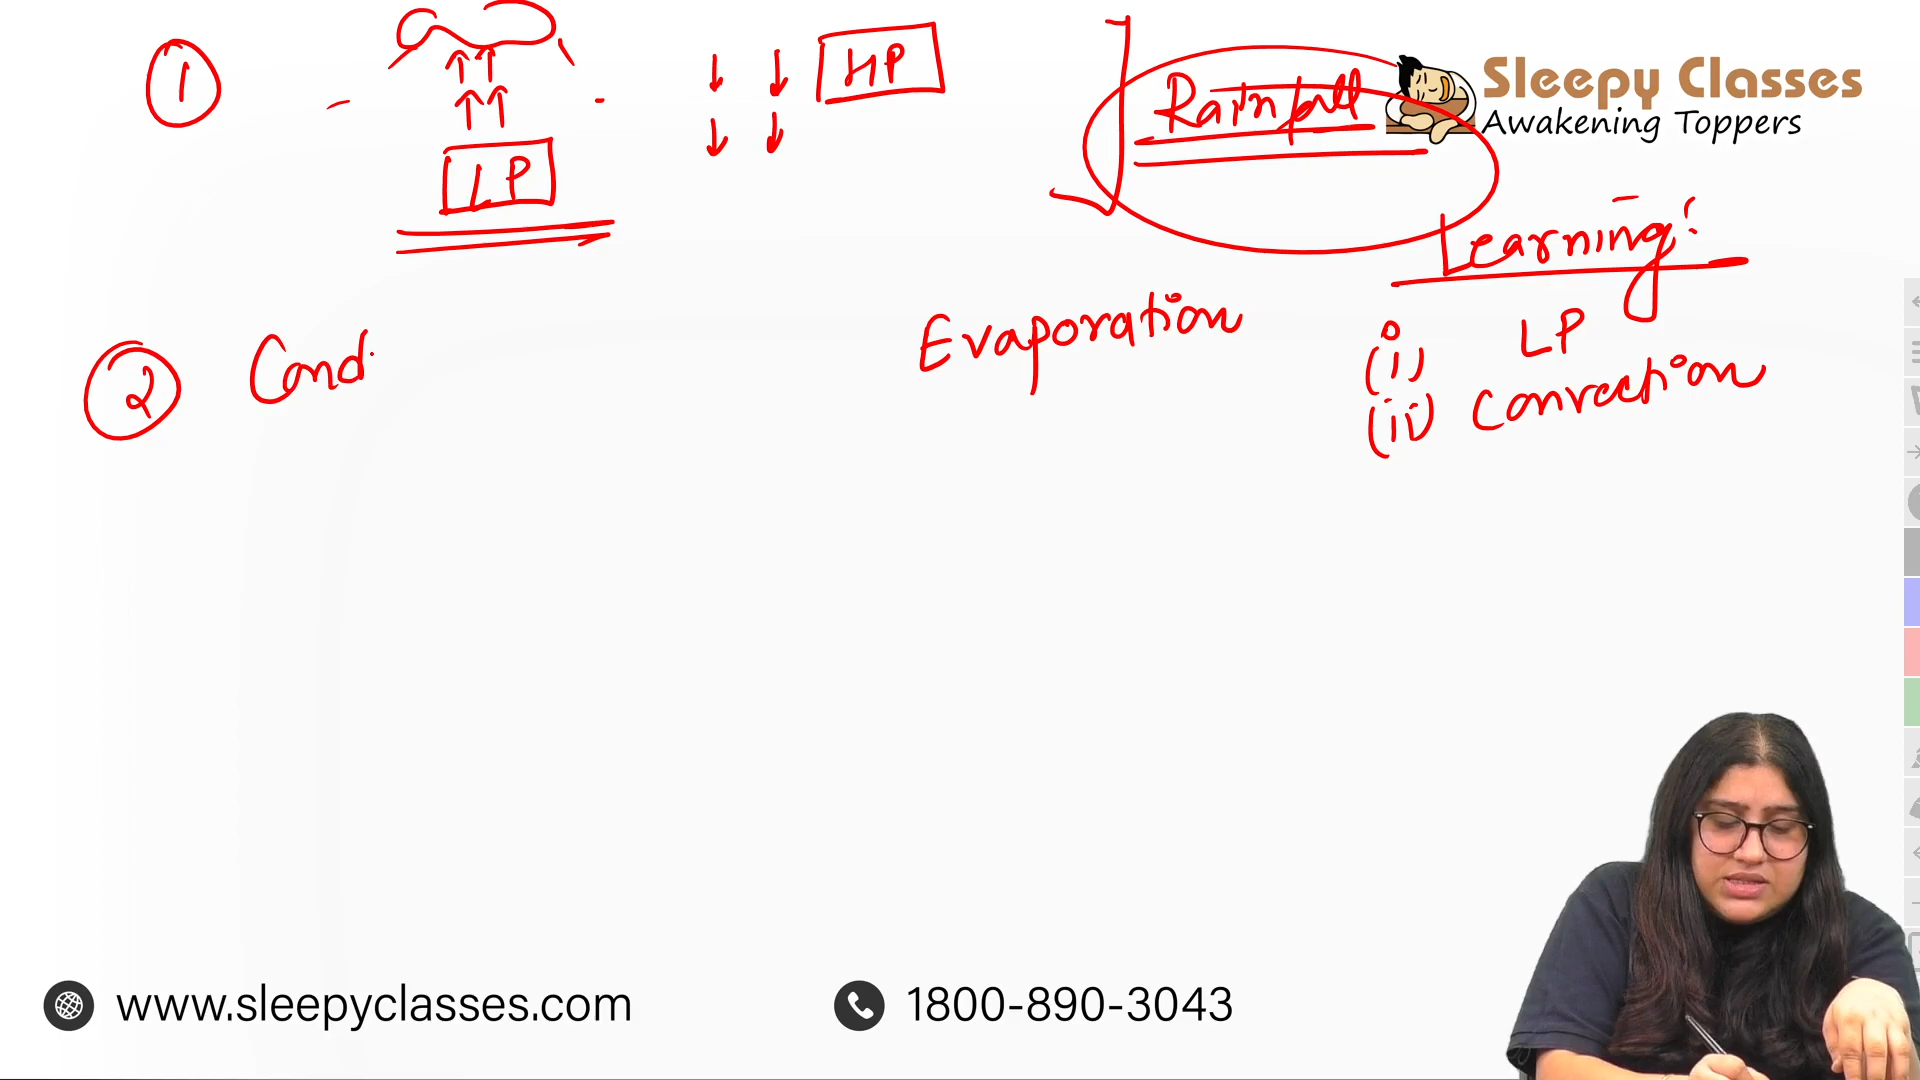 1
HP
LP
Rainfall
Sleepy Classes
Awakening Toppers
Learning:
(i) LP
(ii) Convection
2 Cond
Evaporation
www.sleepyclasses.com
1800-890-3043